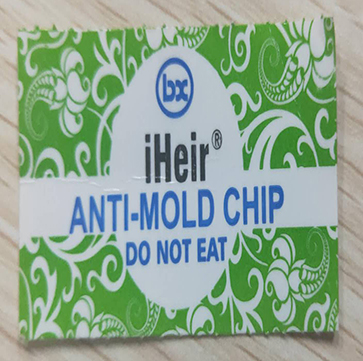 bx
iHeir®
ANTI-MOLD CHIP
DO NOT EAT